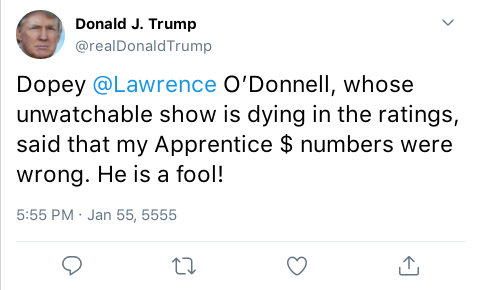 Donald J. Trump
@realDonaldTrump
Dopey @Lawrence O’Donnell, whose
unwatchable show is dying in the ratings,
said that my Apprentice $ numbers were
wrong. He is a fool!
5:55 PM · Jan 55, 5555